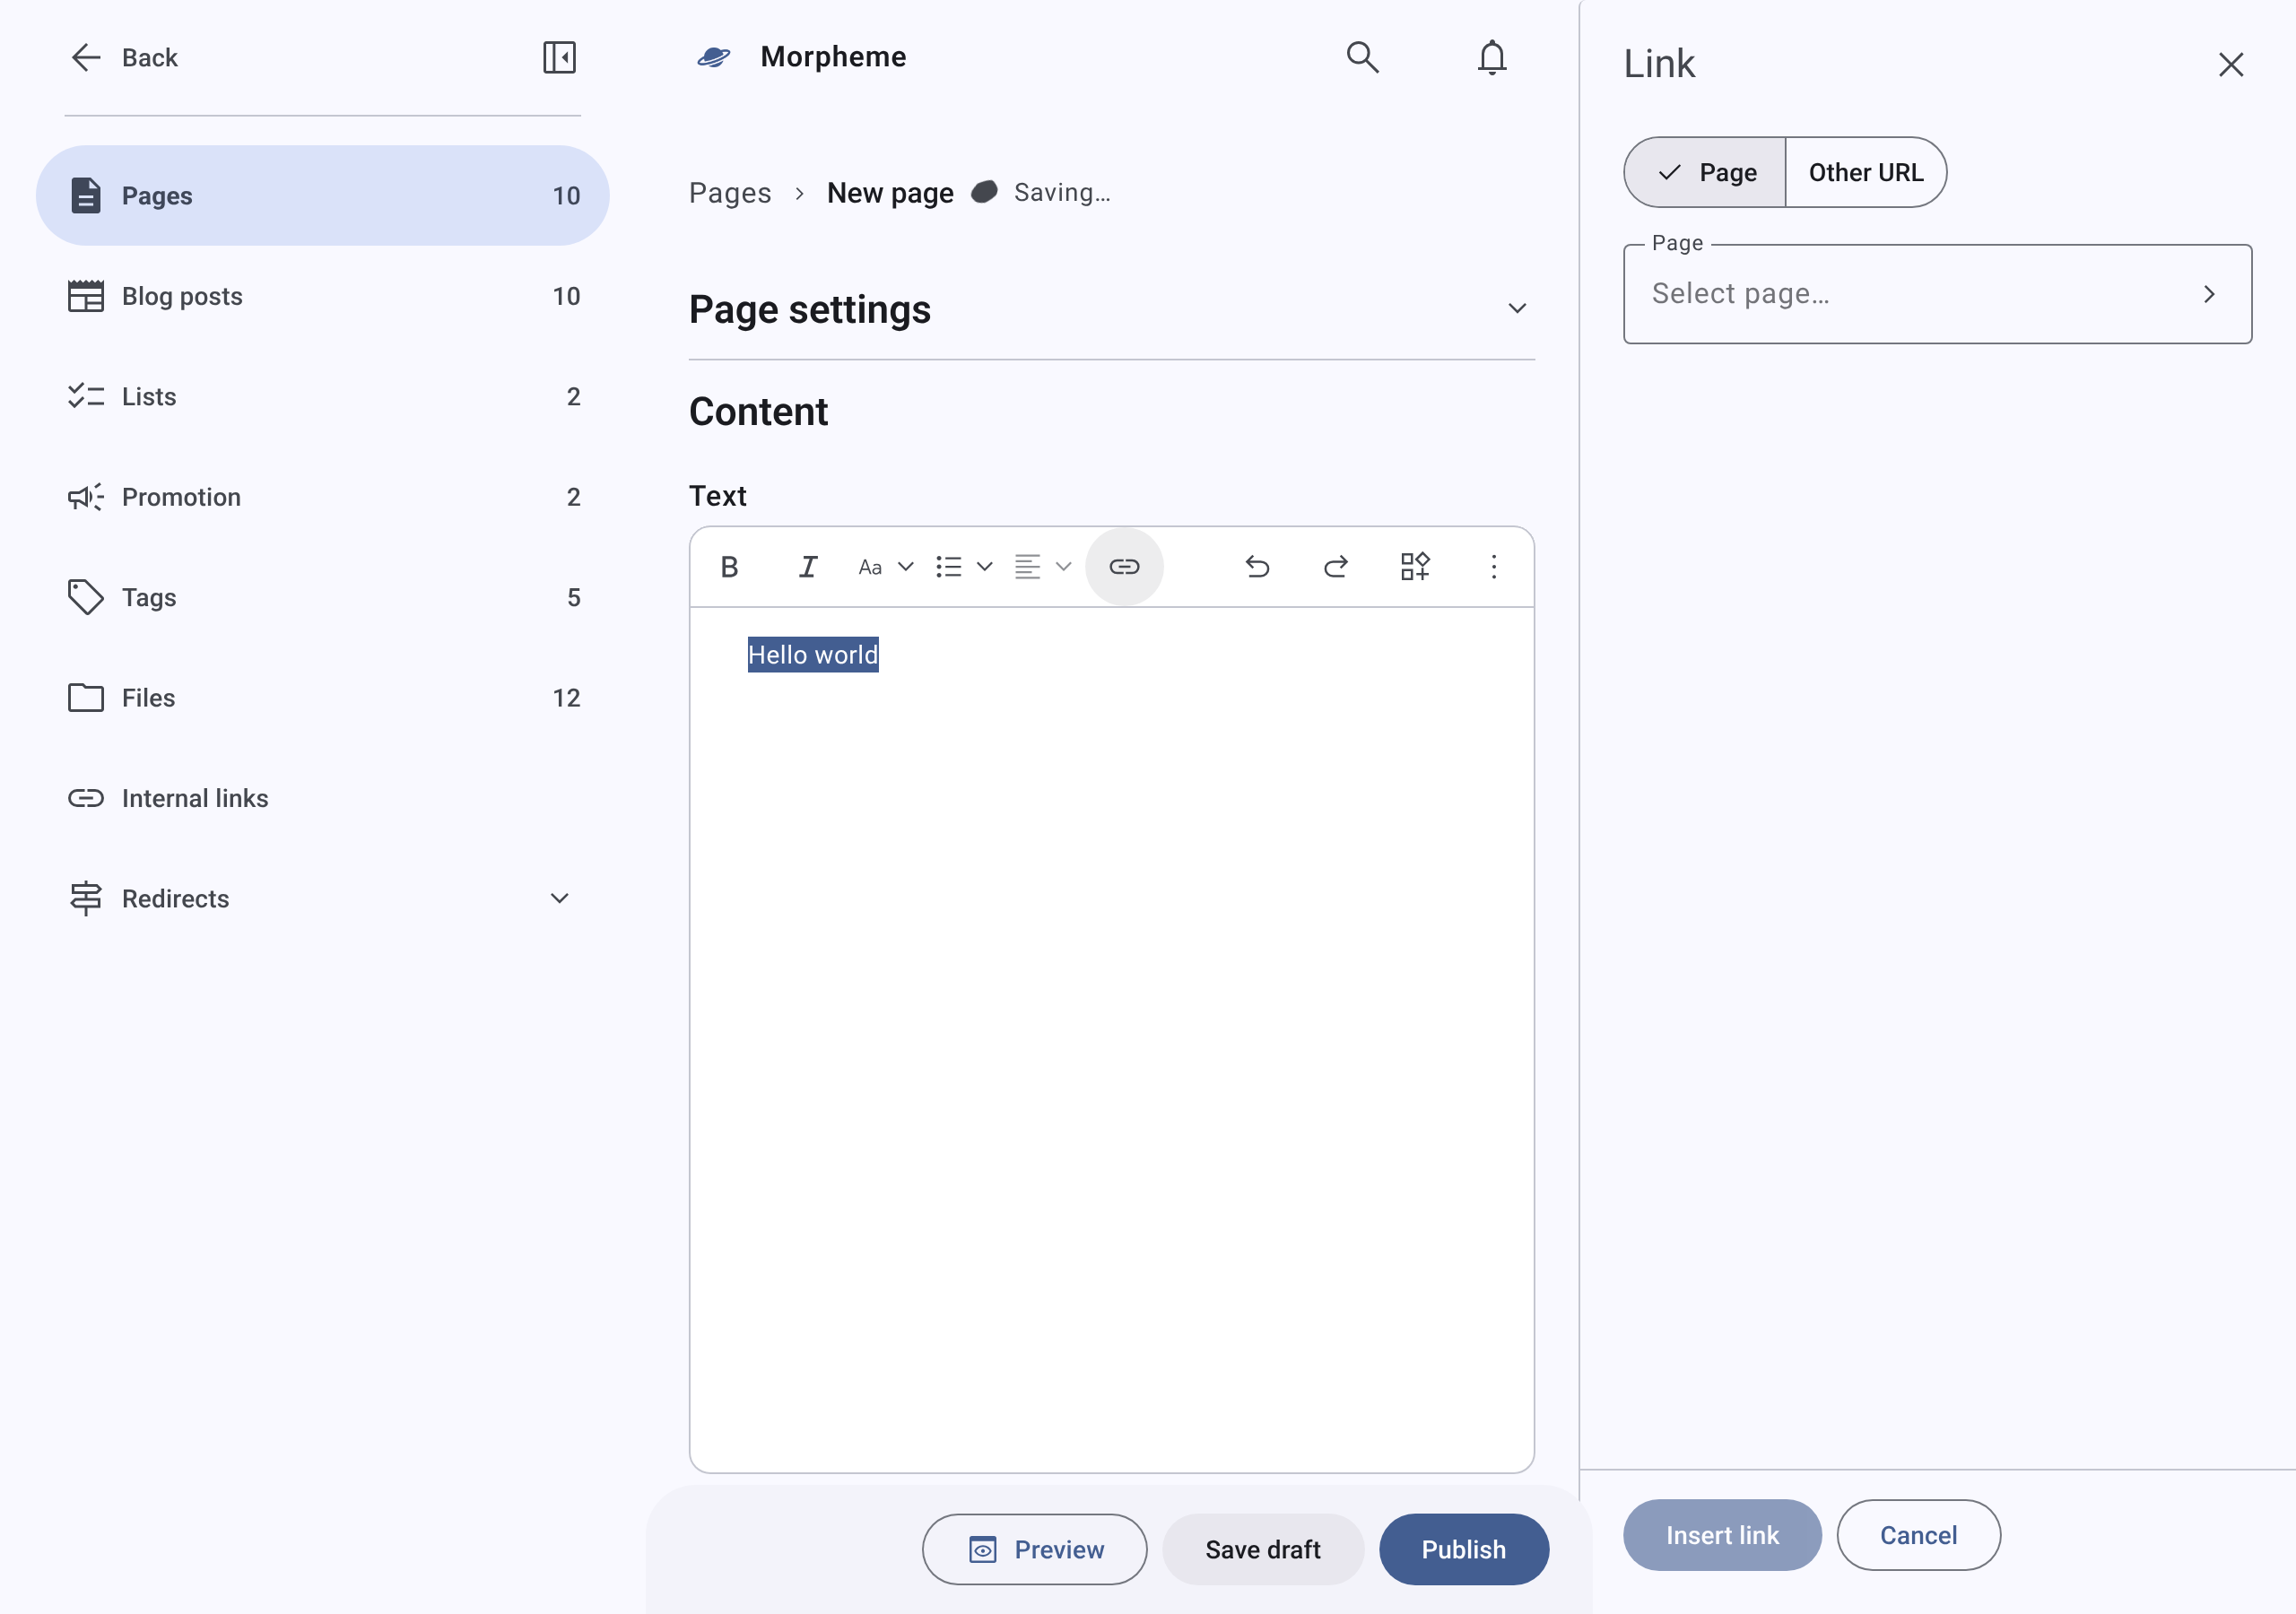 Back
Pages 10
Blog posts 10
Lists 2
Promotion 2
Tags 5
Files 12
Internal links
Redirects
Morpheme
Pages › New page Saving…
Page settings
Content
Text
B I Aa
Hello world
Preview Save draft Publish
Link
Page Other URL
Page
Select page…
Insert link Cancel